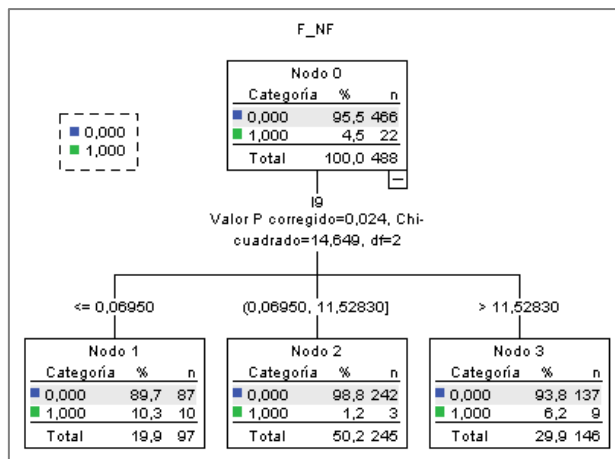 F_NF
Nodo 0
Categoría % n
0,000 95,5 466
1,000 4,5 22
Total 100,0 488
0,000
1,000
I9
Valor P corregido=0,024, Chi-
cuadrado=14,649, df=2
<= 0,06950 (0,06950, 11,52830] > 11,52830
Nodo 1 Nodo 2 Nodo 3
Categoría % n Categoría % n Categoría % n
0,000 89,7 87 0,000 98,8 242 0,000 93,8 137
1,000 10,3 10 1,000 1,2 3 1,000 6,2 9
Total 19,9 97 Total 50,2 245 Total 29,9 146